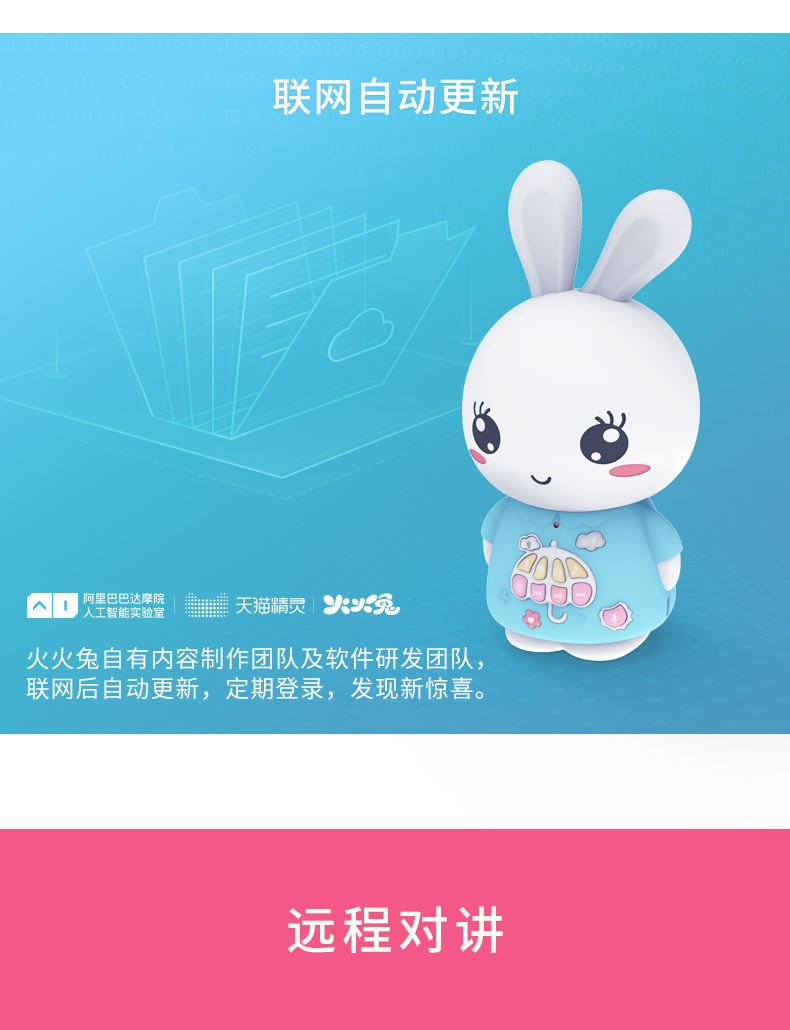 联网自动更新
阿里巴巴达摩院
人工智能实验室
天猫精灵
火火兔
火火兔自有内容制作团队及软件研发团队，
联网后自动更新，定期登录，发现新惊喜。
远程对讲